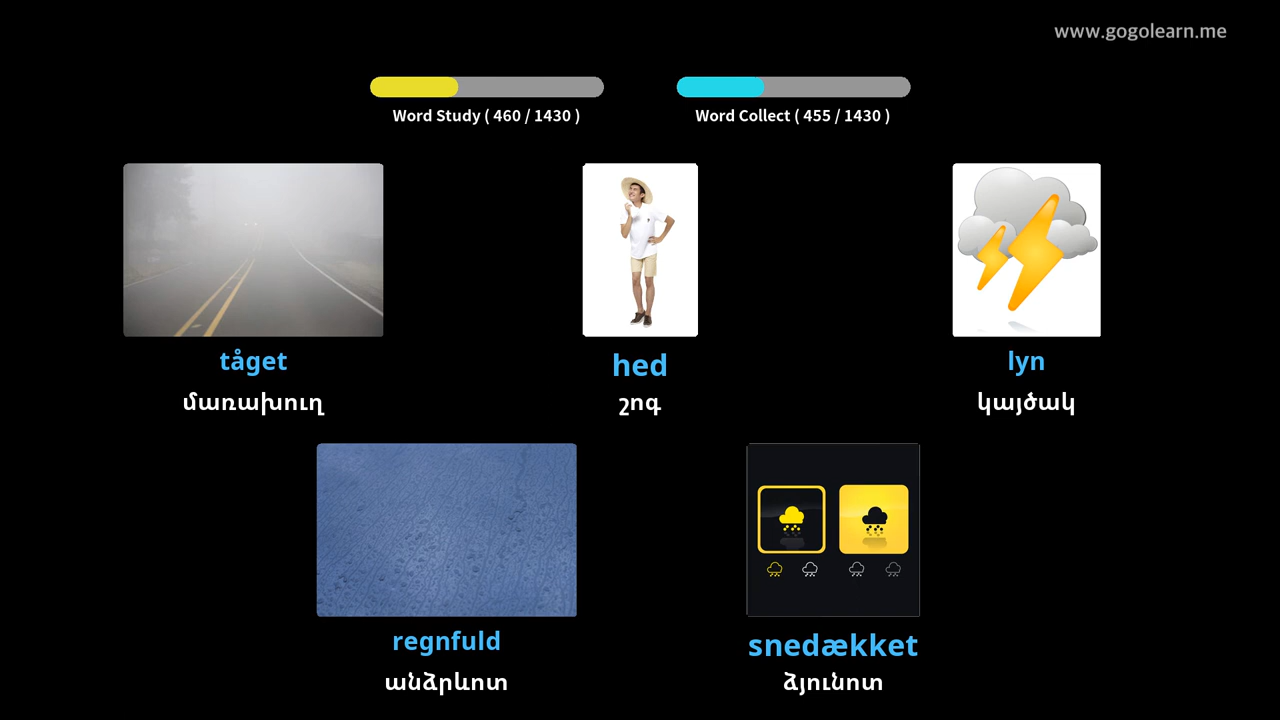 www.gogolearn.me
Word Study ( 460 / 1430 )
Word Collect ( 455 / 1430 )
tåget
մառախուղ
hed
շոգ
lyn
կայծակ
regnfuld
անձրևոտ
snedækket
ձյունոտ